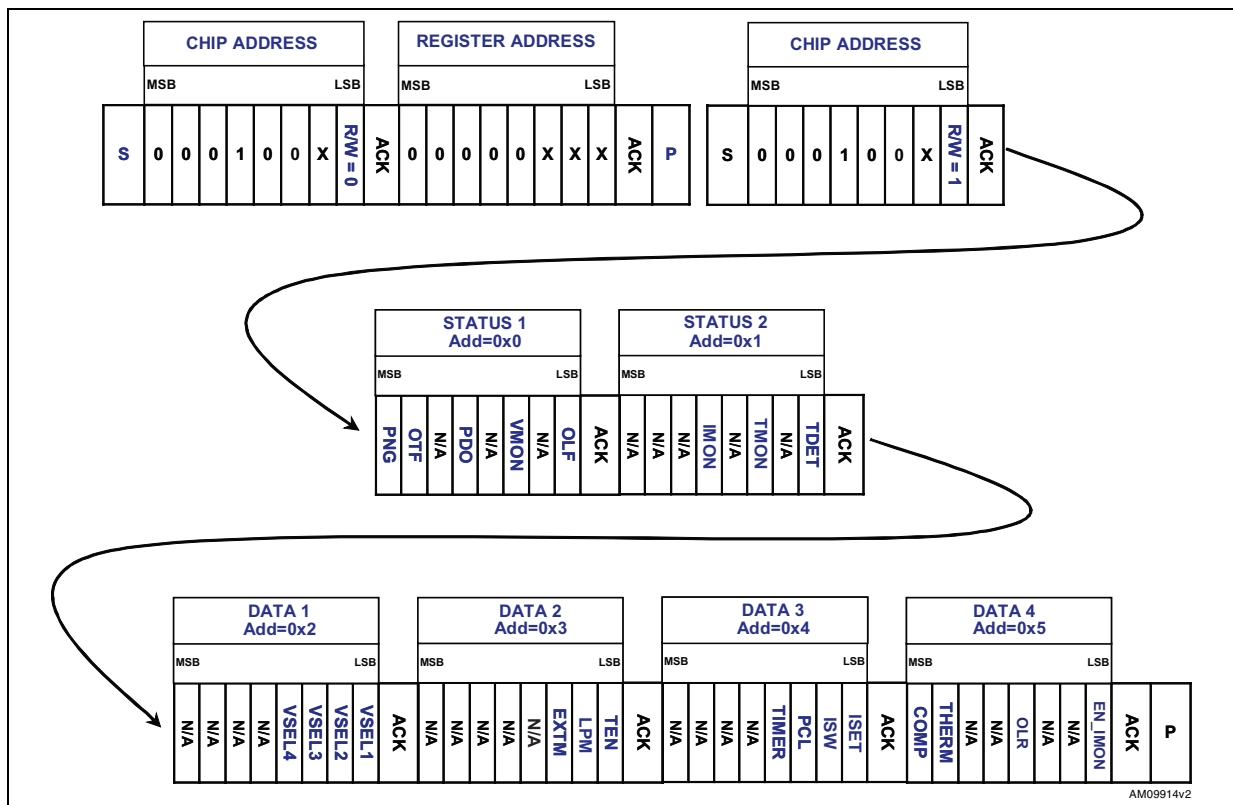 CHIP ADDRESS
MSB LSB
REGISTER ADDRESS
MSB LSB
CHIP ADDRESS
MSB LSB
S 0 0 0 1 0 0 X R/W = 0 ACK 0 0 0 0 0 X X X ACK P
S 0 0 0 1 0 0 X R/W = 1 ACK
STATUS 1
Add=0x0
MSB LSB
STATUS 2
Add=0x1
MSB LSB
PNG OTF N/A PDO N/A VMON N/A OLF ACK N/A N/A N/A IMON N/A TMON N/A TDET ACK
DATA 1
Add=0x2
MSB LSB
DATA 2
Add=0x3
MSB LSB
DATA 3
Add=0x4
MSB LSB
DATA 4
Add=0x5
MSB LSB
N/A N/A N/A N/A VSEL4 VSEL3 VSEL2 VSEL1 ACK N/A N/A N/A N/A N/A EXTM LPM TEN ACK N/A N/A N/A N/A TIMER PCL ISW ISET ACK COMP THERM N/A N/A OLR N/A N/A EN_IMON ACK P
AM09914v2